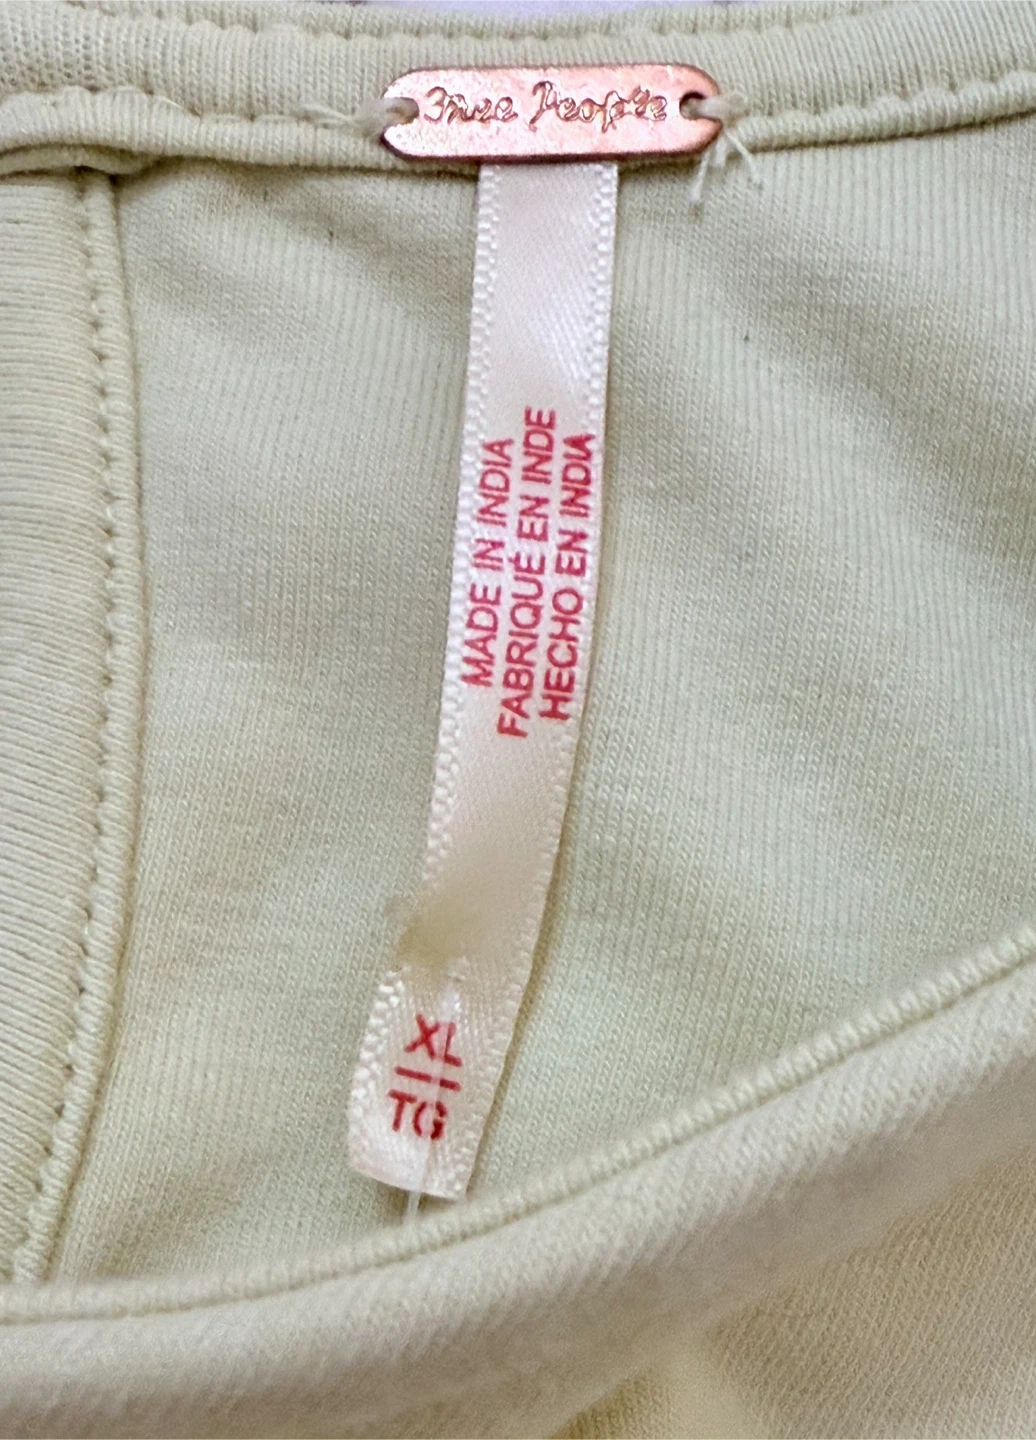 Free People
MADE IN INDIA
FABRIQUÉ EN INDE
HECHO EN INDIA
XL
TG